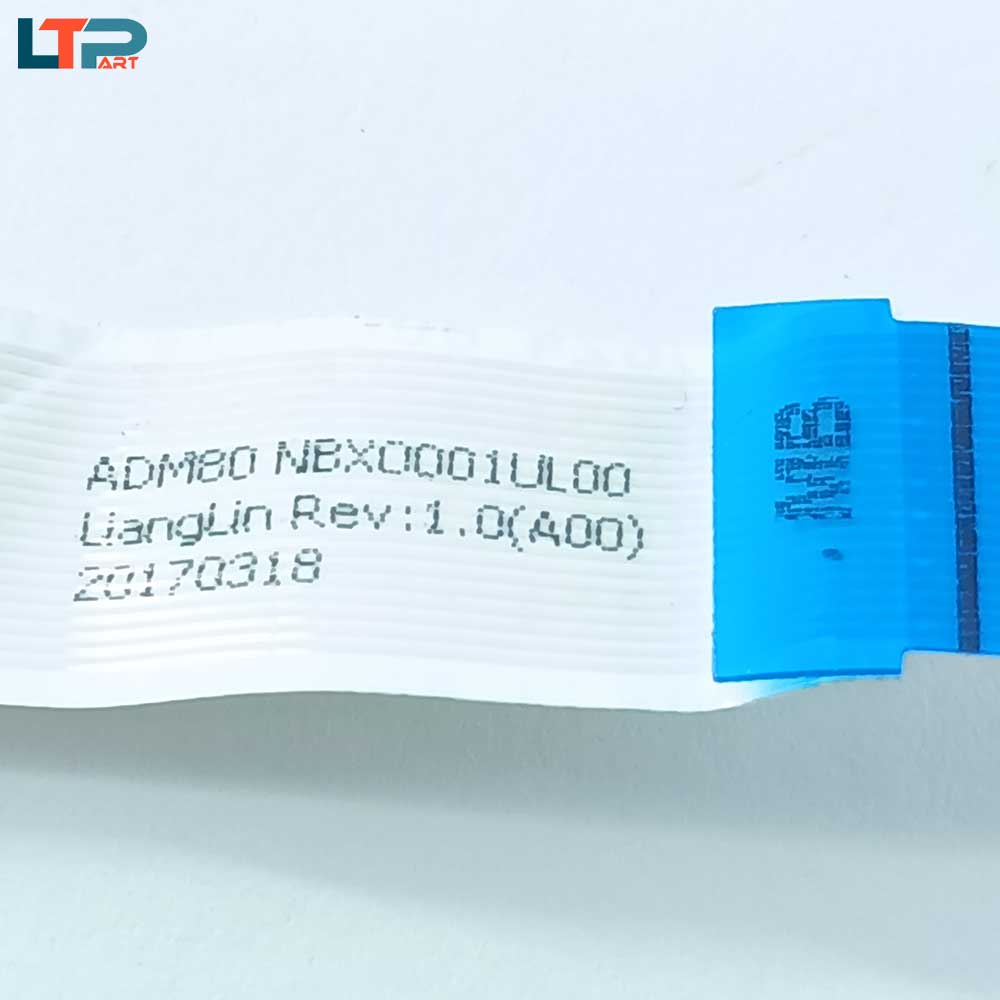 LTPART
ADM80 NBX0001UL00
LiangLin Rev:1.0(A00)
20170318
M/B